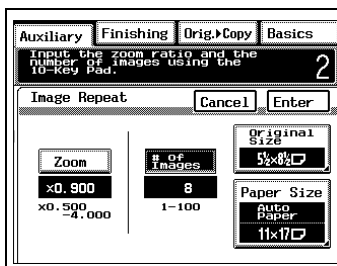 Auxiliary Finishing Orig.▸Copy Basics
Input the zoom ratio and the
number of images using the
10-Key Pad.
2
Image Repeat
Cancel Enter
Original
Size
5½×8½
Zoom
# of
Images
×0.900
8
×0.500
-4.000
1-100
Paper Size
Auto
Paper
11×17